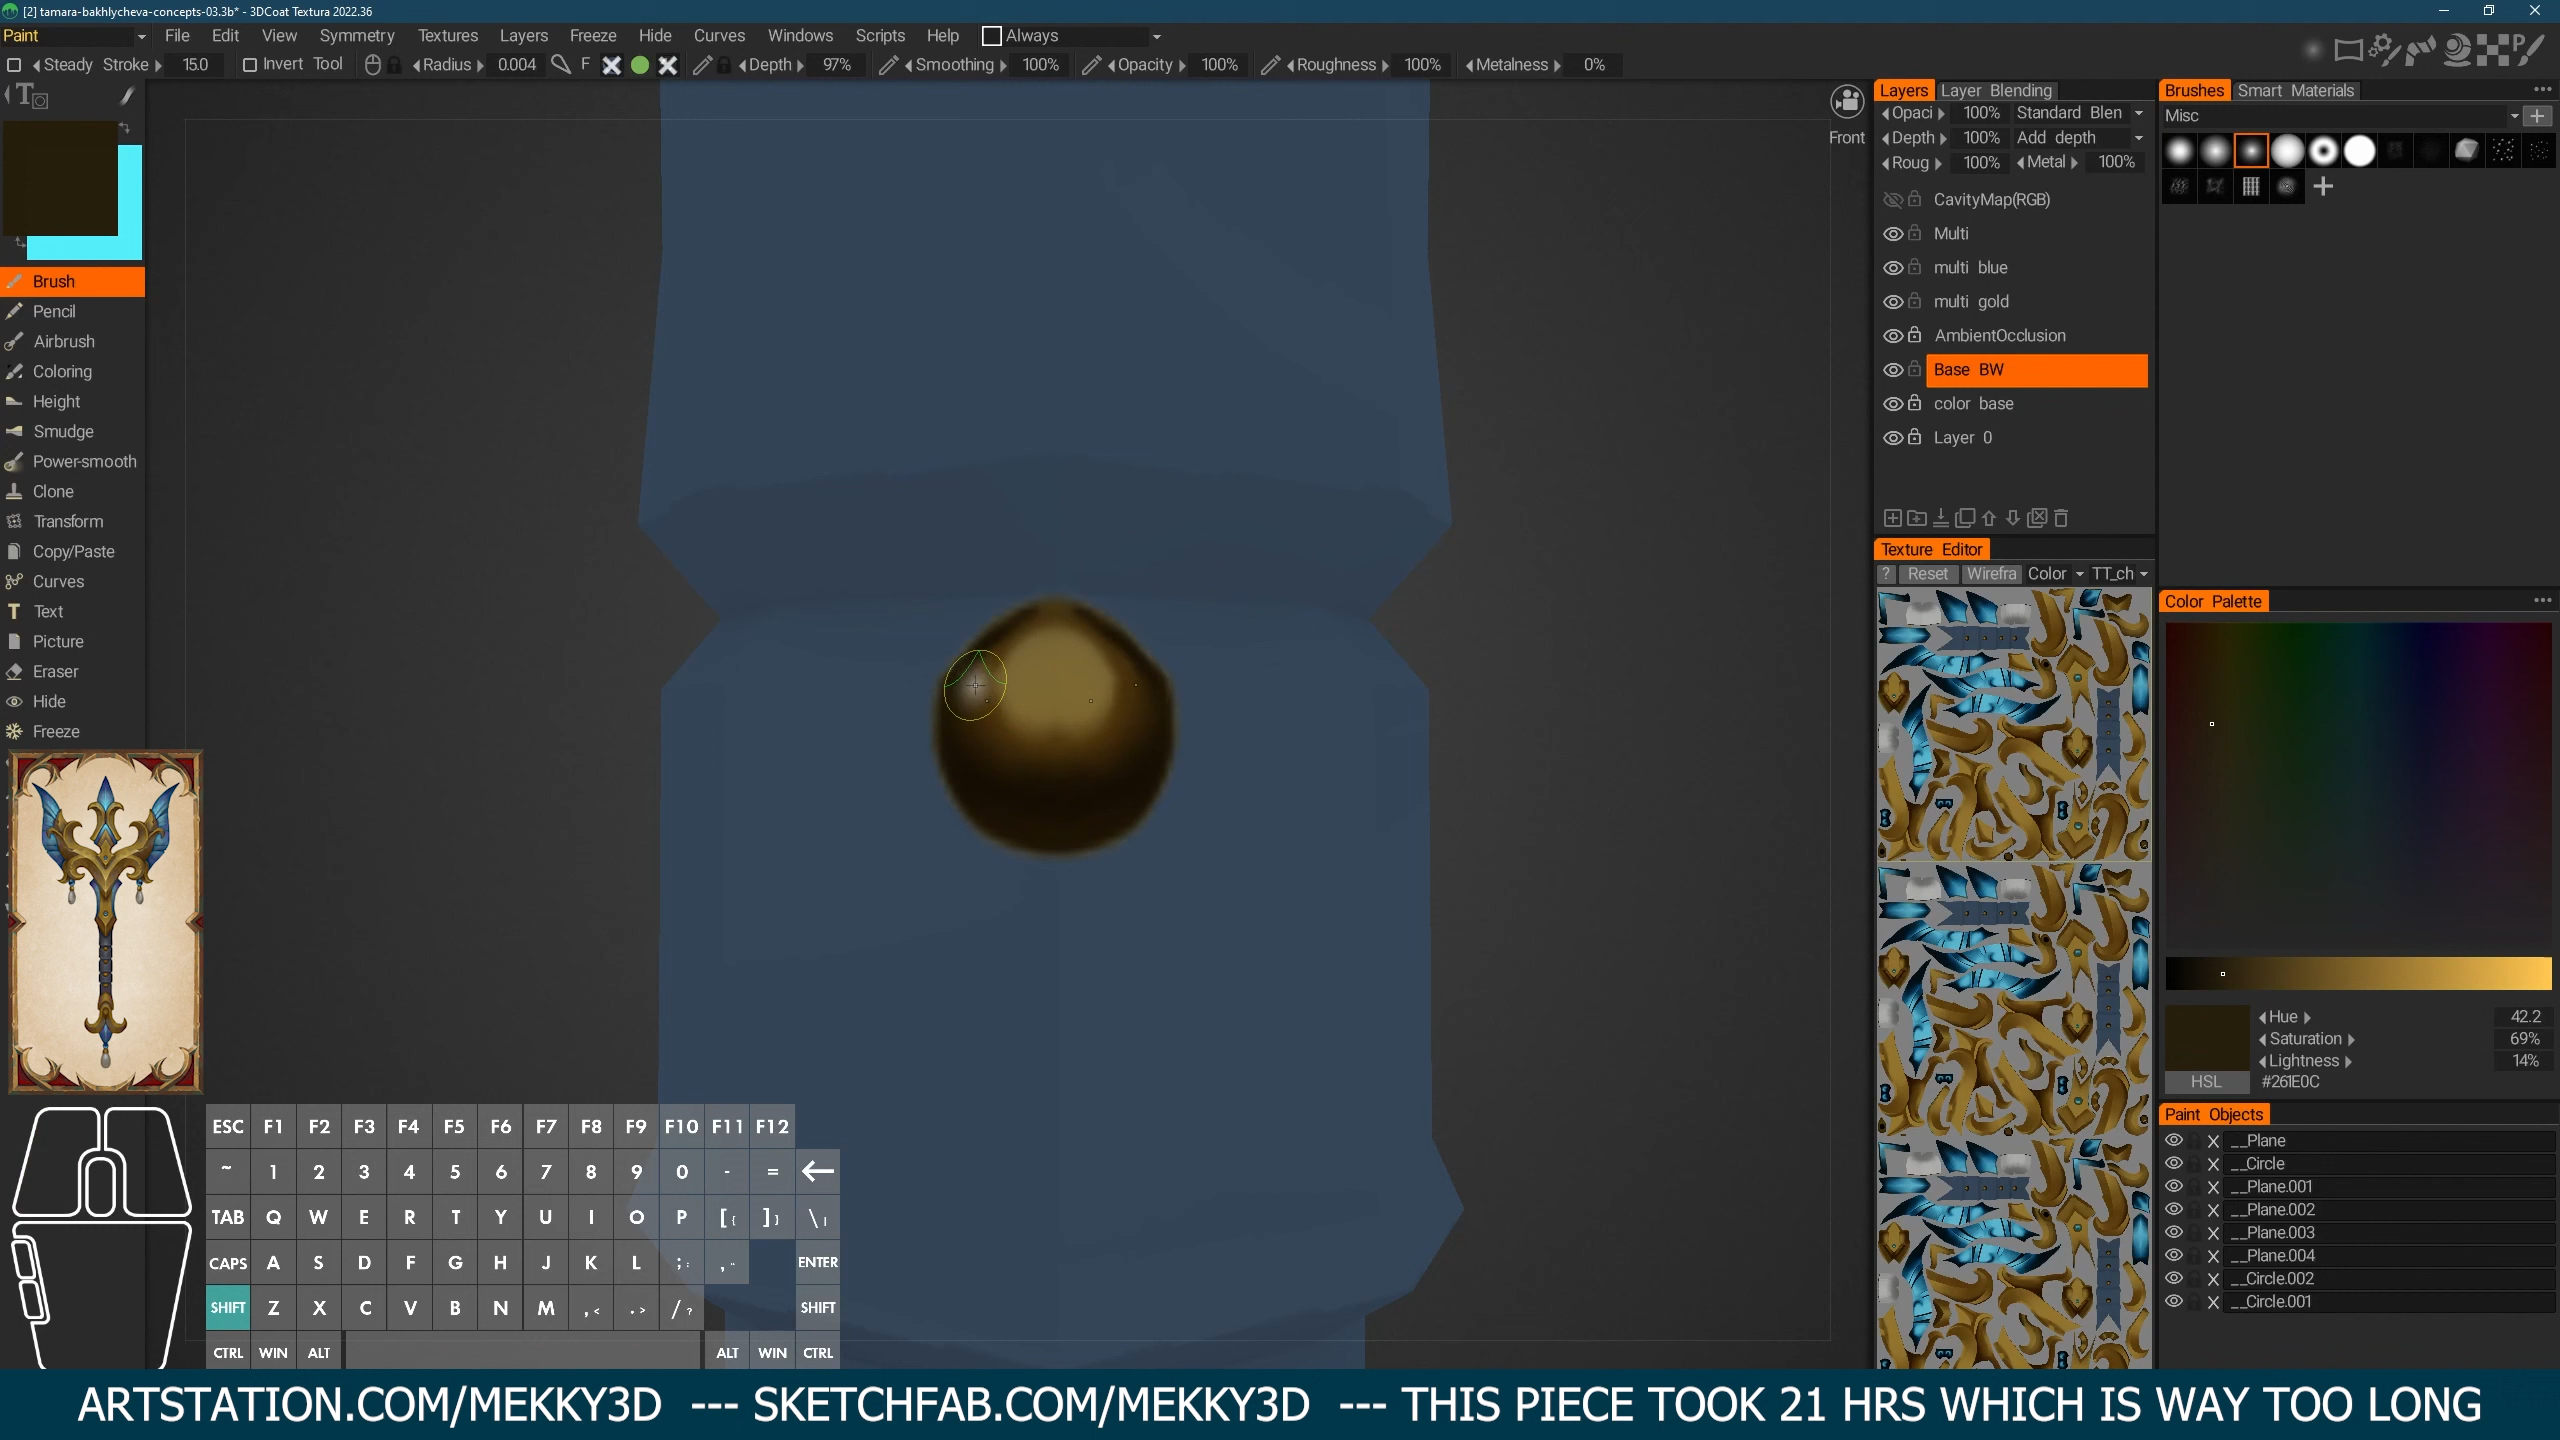 [2] tamara-bakhlycheva-concepts-03.3b* - 3DCoat Textura 2022.36
Paint File Edit View Symmetry Textures Layers Freeze Hide Curves Windows Scripts Help Always
Steady Stroke 15.0 Invert Tool Radius 0.004 F Depth 97% Smoothing 100% Opacity 100% Roughness 100% Metalness 0%
Front
Brush
Pencil
Airbrush
Coloring
Height
Smudge
Power-smooth
Clone
Transform
Copy/Paste
Curves
Text
Picture
Eraser
Hide
Freeze
Layers Layer Blending
Opaci 100% Standard Blen
Depth 100% Add depth
Roug 100% Metal 100%
CavityMap(RGB)
Multi
multi blue
multi gold
AmbientOcclusion
Base BW
color base
Layer 0
Texture Editor
? Reset Wirefra Color TT_ch
Brushes Smart Materials
Misc
Color Palette
Hue 42.2
Saturation 69%
Lightness 14%
HSL #261E0C
Paint Objects
X __Plane
X __Circle
X __Plane.001
X __Plane.002
X __Plane.003
X __Plane.004
X __Circle.002
X __Circle.001
ESC F1 F2 F3 F4 F5 F6 F7 F8 F9 F10 F11 F12
~ 1 2 3 4 5 6 7 8 9 0 - =
TAB Q W E R T Y U I O P [{ ]} \|
CAPS A S D F G H J K L ;: ENTER
SHIFT Z X C V B N M ,< .> /? SHIFT
CTRL WIN ALT ALT WIN CTRL
ARTSTATION.COM/MEKKY3D --- SKETCHFAB.COM/MEKKY3D --- THIS PIECE TOOK 21 HRS WHICH IS WAY TOO LONG